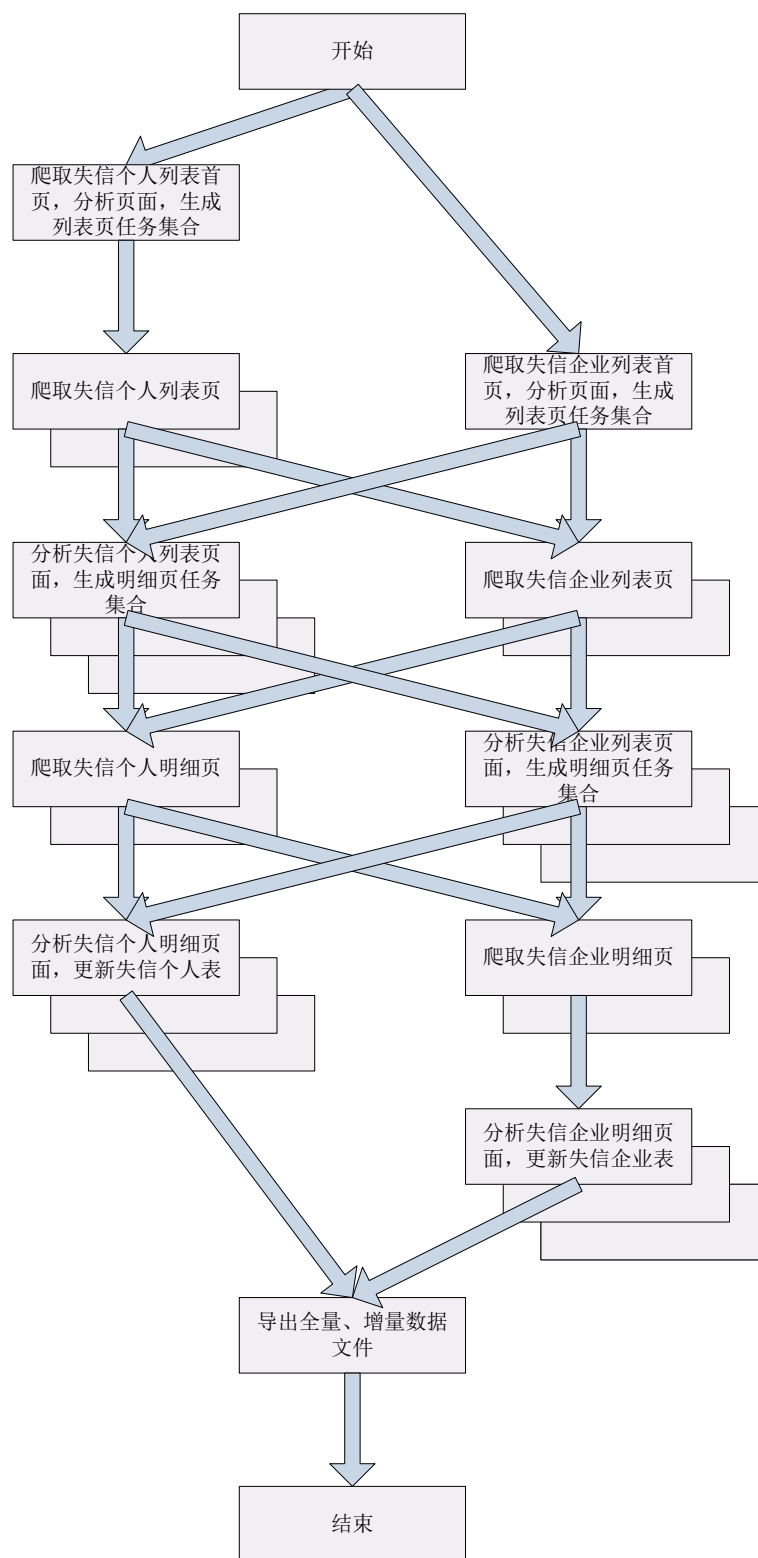 开始
爬取失信个人列表首
页，分析页面，生成
列表页任务集合
爬取失信个人列表页
爬取失信企业列表首
页，分析页面，生成
列表页任务集合
分析失信个人列表页
面，生成明细页任务
集合
爬取失信企业列表页
爬取失信个人明细页
分析失信企业列表页
面，生成明细页任务
集合
分析失信个人明细页
面，更新失信个人表
爬取失信企业明细页
分析失信企业明细页
面，更新失信企业表
导出全量、增量数据
文件
结束